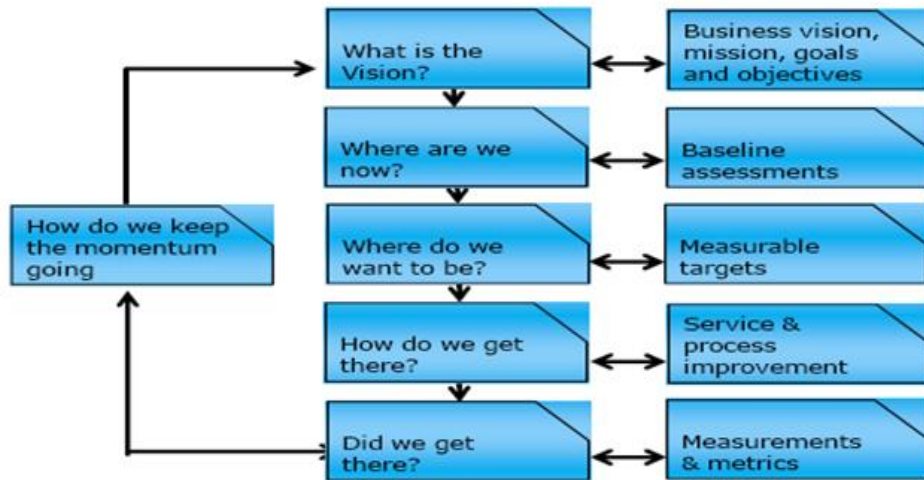 What is the
Vision?
Business vision,
mission, goals
and objectives
Where are we
now?
Baseline
assessments
How do we keep
the momentum
going
Where do we
want to be?
Measurable
targets
How do we get
there?
Service &
process
improvement
Did we get
there?
Measurements
& metrics